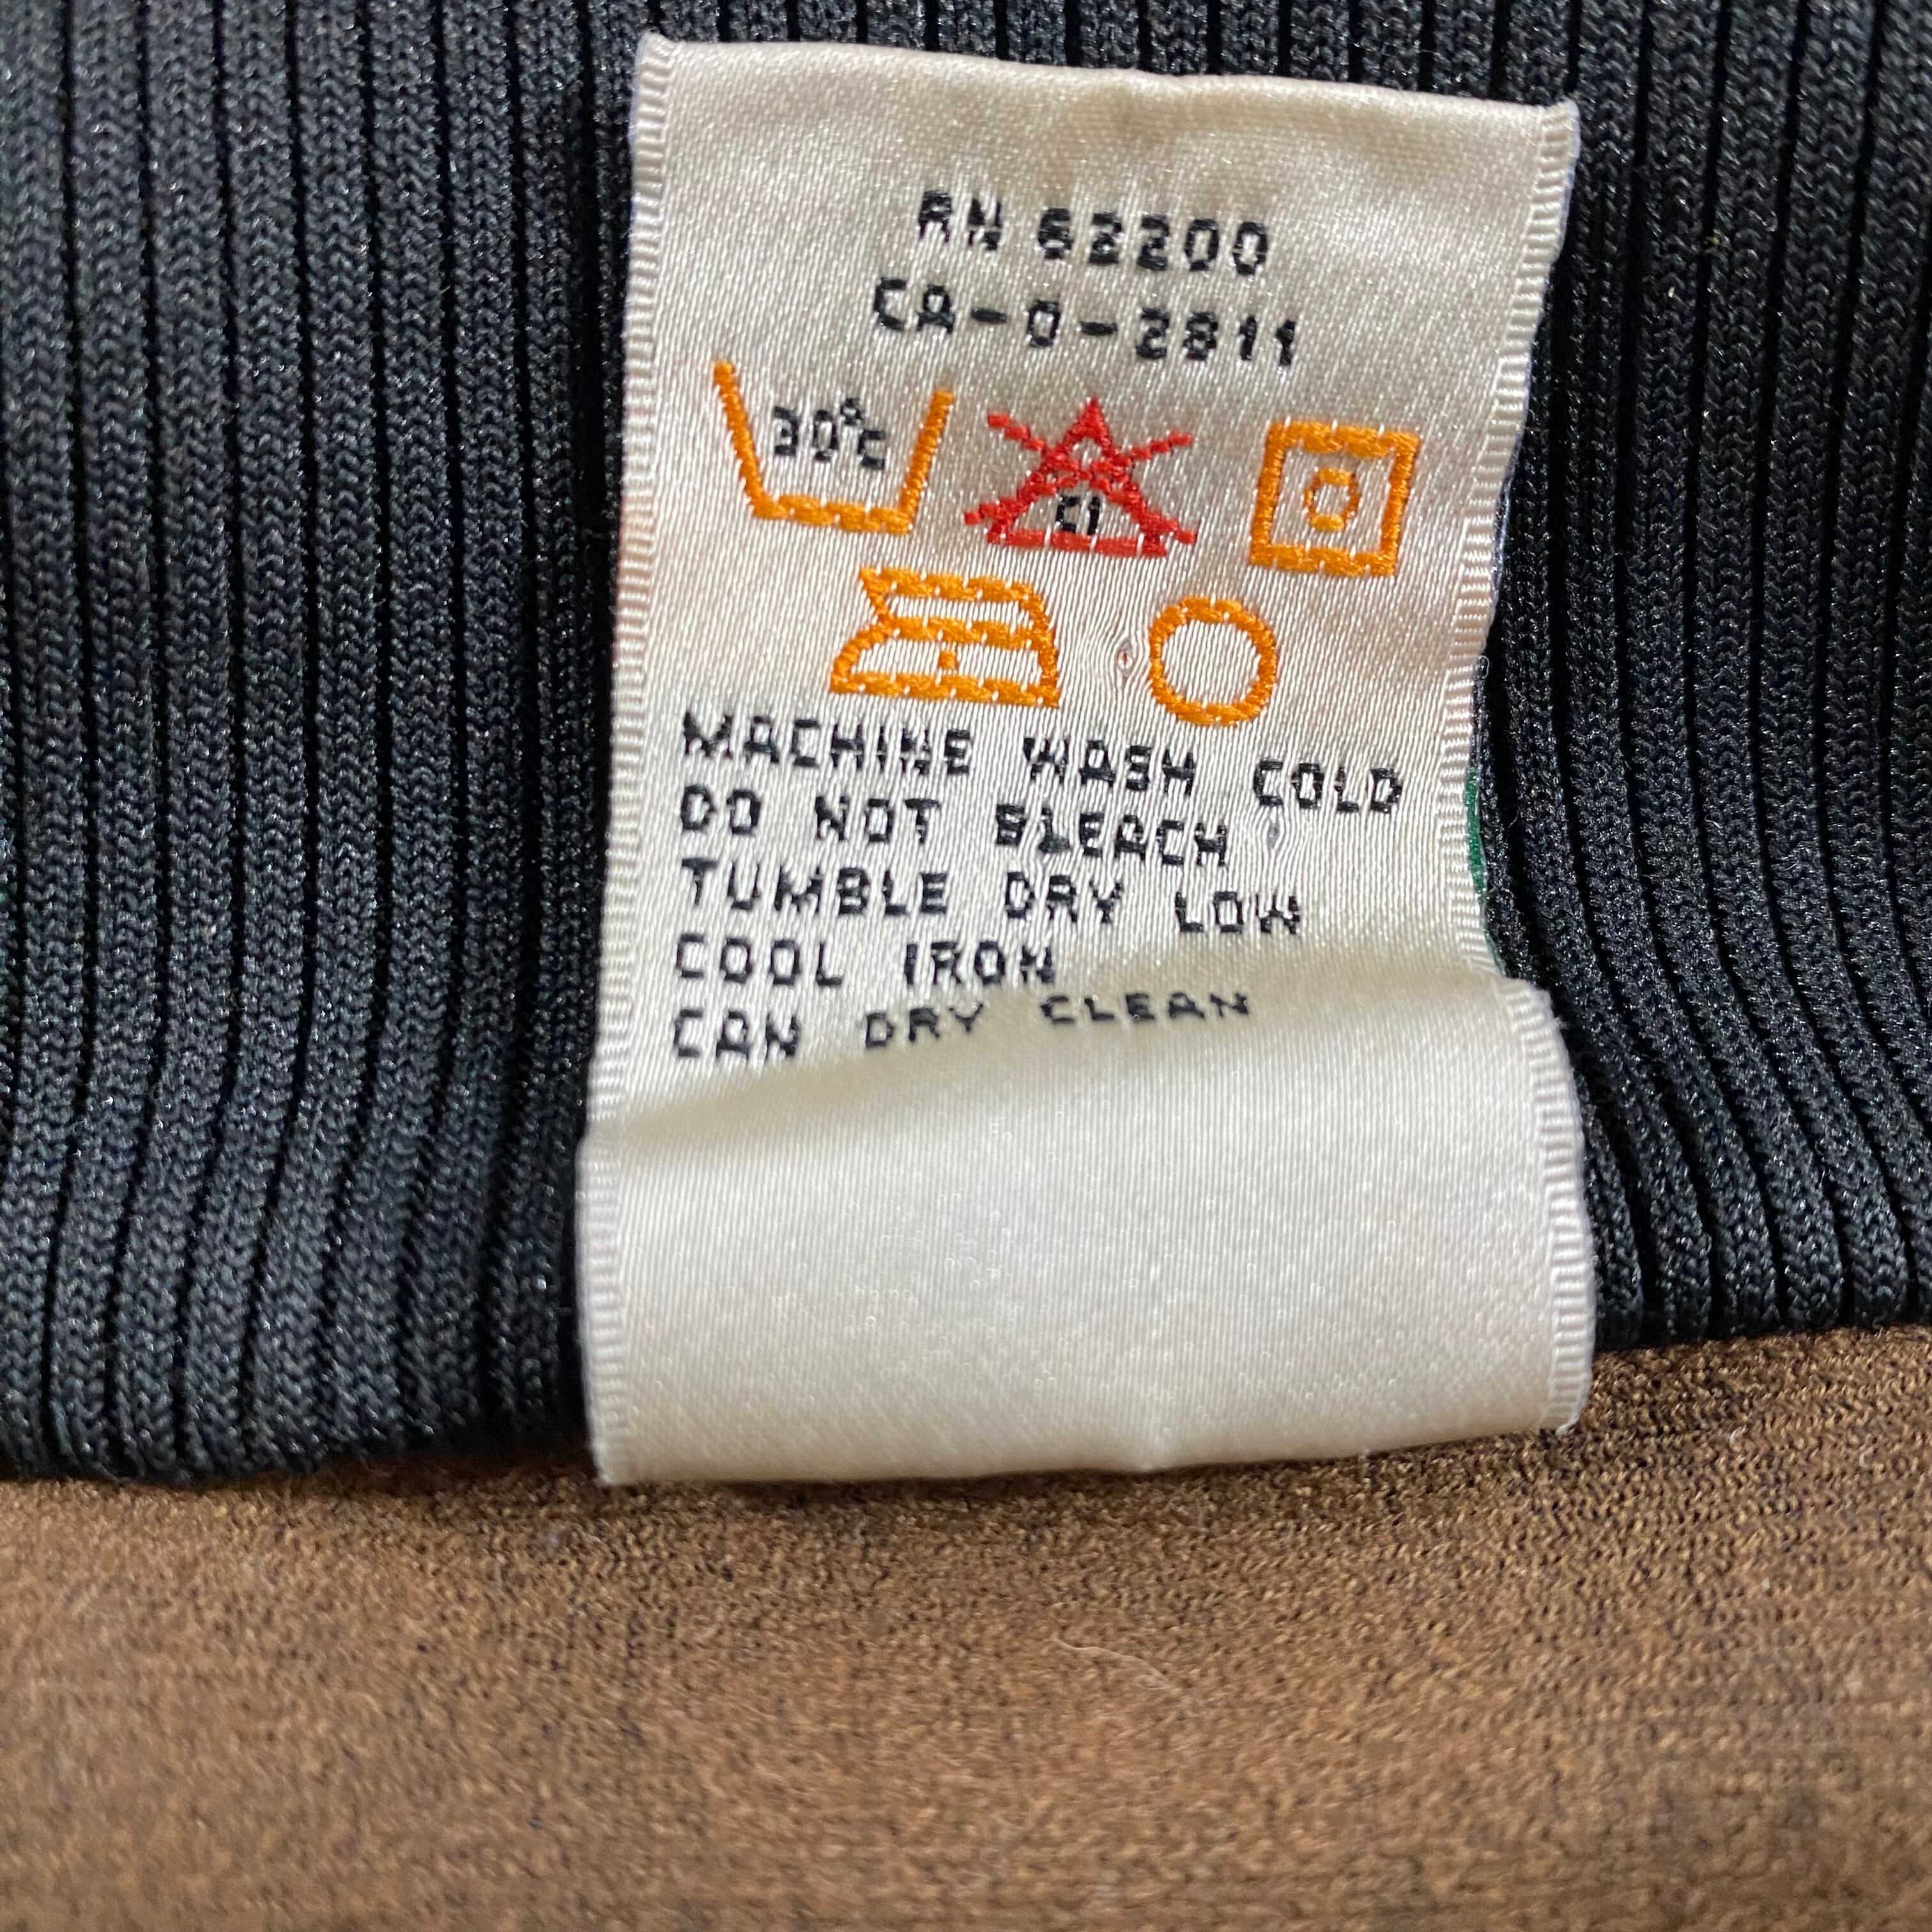 RN 62200
CA-0-2811
30°C
Cl
MACHINE WASH COLD
DO NOT BLEACH
TUMBLE DRY LOW
COOL IRON
CAN DRY CLEAN